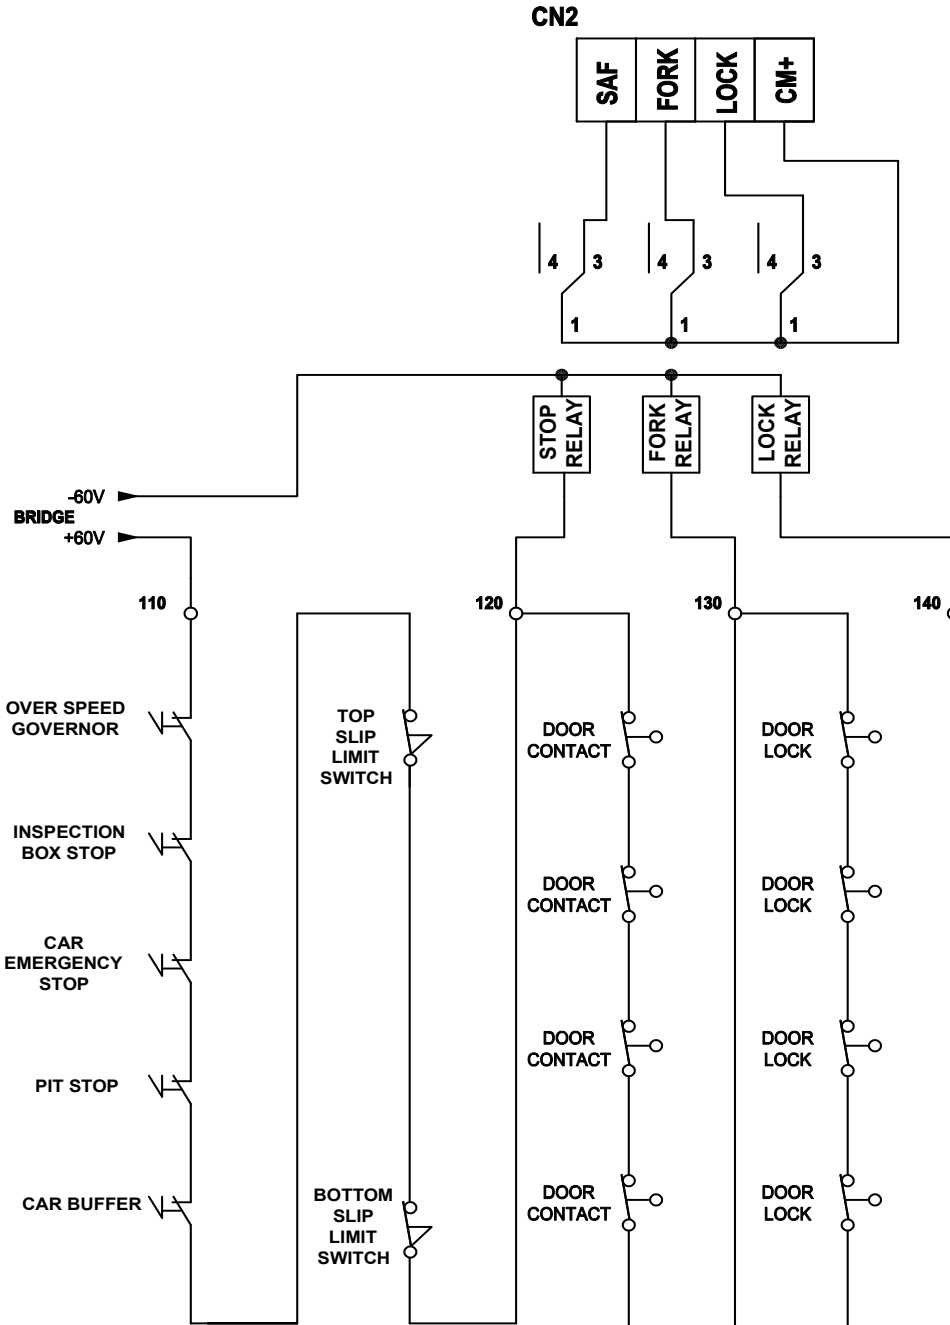 CN2
SAF
FORK
LOCK
CM+
4
3
4
3
4
3
1
1
1
STOP
RELAY
FORK
RELAY
LOCK
RELAY
-60V
BRIDGE
+60V
110
120
130
140
OVER SPEED
GOVERNOR
TOP
SLIP
LIMIT
SWITCH
DOOR
CONTACT
DOOR
LOCK
INSPECTION
BOX STOP
DOOR
CONTACT
DOOR
LOCK
CAR
EMERGENCY
STOP
DOOR
CONTACT
DOOR
LOCK
PIT STOP
CAR BUFFER
BOTTOM
SLIP
LIMIT
SWITCH
DOOR
CONTACT
DOOR
LOCK